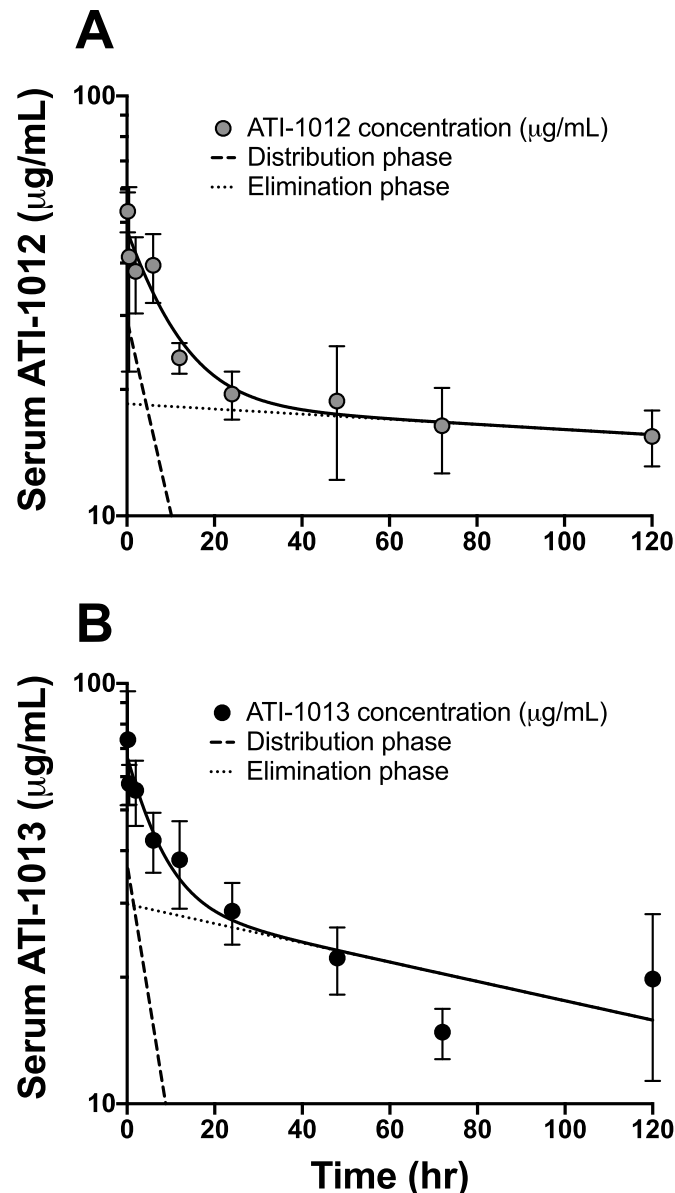 A
Serum ATI-1012 (μg/mL)
100
10
ATI-1012 concentration (μg/mL)
Distribution phase
Elimination phase
0 20 40 60 80 100 120
B
Serum ATI-1013 (μg/mL)
100
10
ATI-1013 concentration (μg/mL)
Distribution phase
Elimination phase
0 20 40 60 80 100 120
Time (hr)